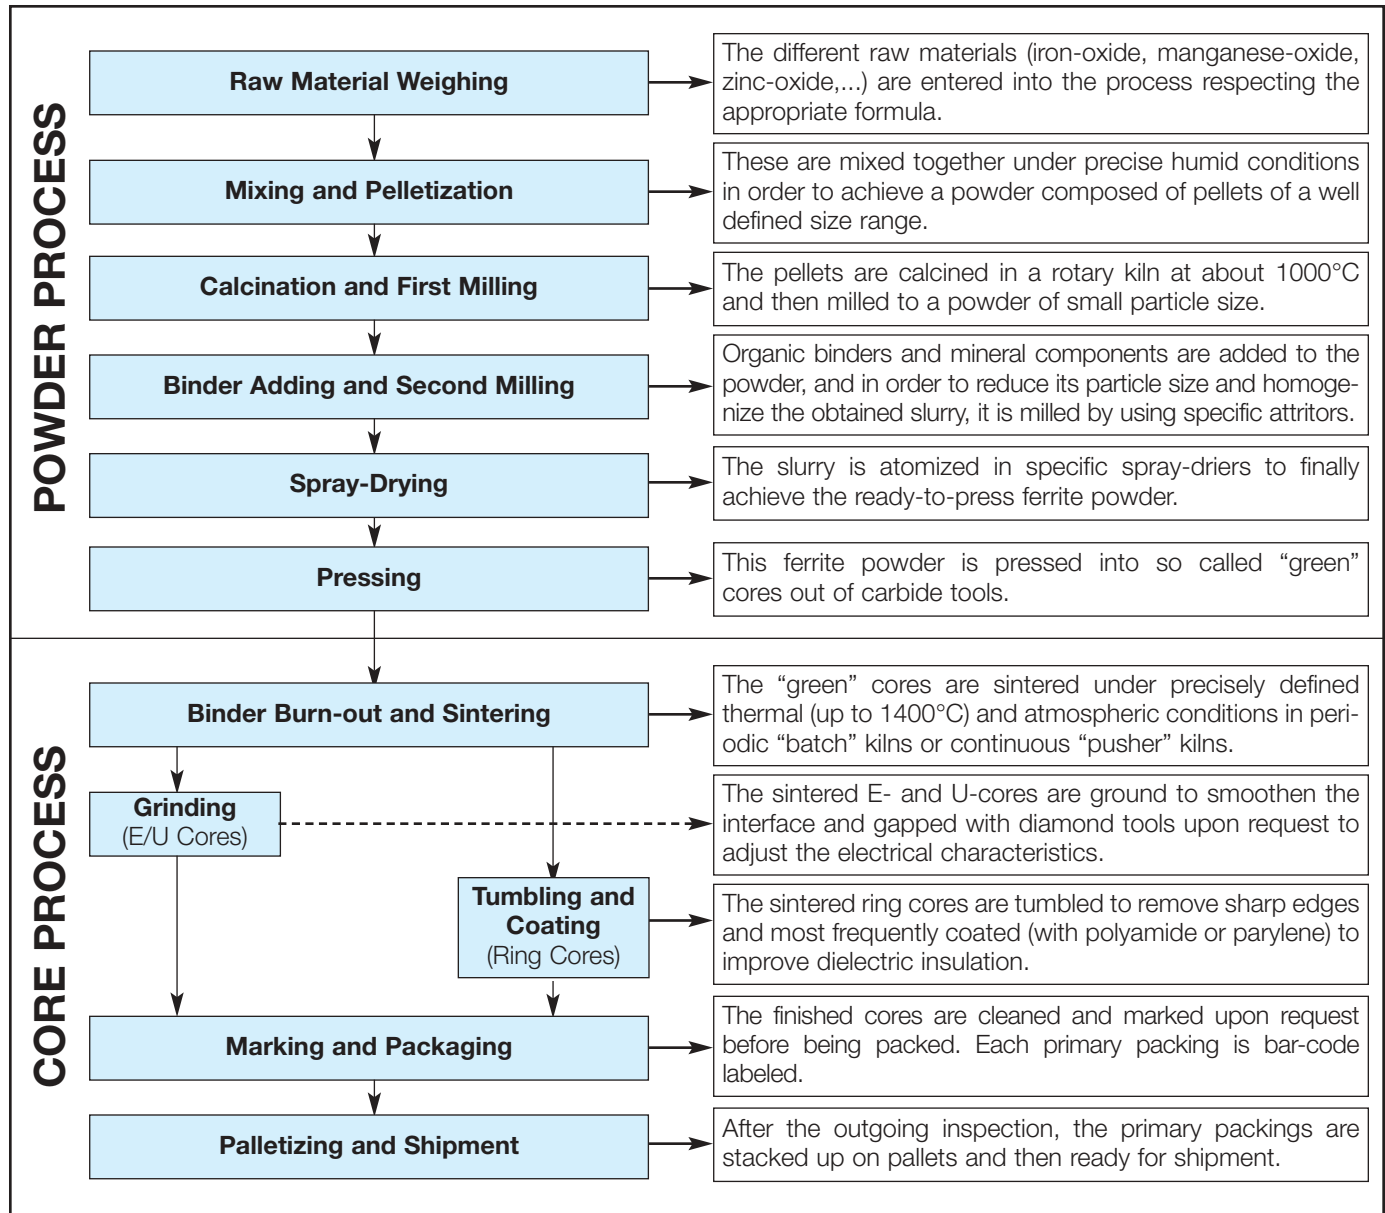 POWDER PROCESS
Raw Material Weighing
The different raw materials (iron-oxide, manganese-oxide,
zinc-oxide,...) are entered into the process respecting the
appropriate formula.
Mixing and Pelletization
These are mixed together under precise humid conditions
in order to achieve a powder composed of pellets of a well
defined size range.
Calcination and First Milling
The pellets are calcined in a rotary kiln at about 1000°C
and then milled to a powder of small particle size.
Binder Adding and Second Milling
Organic binders and mineral components are added to the
powder, and in order to reduce its particle size and homoge-
nize the obtained slurry, it is milled by using specific attritors.
Spray-Drying
The slurry is atomized in specific spray-driers to finally
achieve the ready-to-press ferrite powder.
Pressing
This ferrite powder is pressed into so called “green”
cores out of carbide tools.
CORE PROCESS
Binder Burn-out and Sintering
The “green” cores are sintered under precisely defined
thermal (up to 1400°C) and atmospheric conditions in peri-
odic “batch” kilns or continuous “pusher” kilns.
Grinding
(E/U Cores)
The sintered E- and U-cores are ground to smoothen the
interface and gapped with diamond tools upon request to
adjust the electrical characteristics.
Tumbling and
Coating
(Ring Cores)
The sintered ring cores are tumbled to remove sharp edges
and most frequently coated (with polyamide or parylene) to
improve dielectric insulation.
Marking and Packaging
The finished cores are cleaned and marked upon request
before being packed. Each primary packing is bar-code
labeled.
Palletizing and Shipment
After the outgoing inspection, the primary packings are
stacked up on pallets and then ready for shipment.